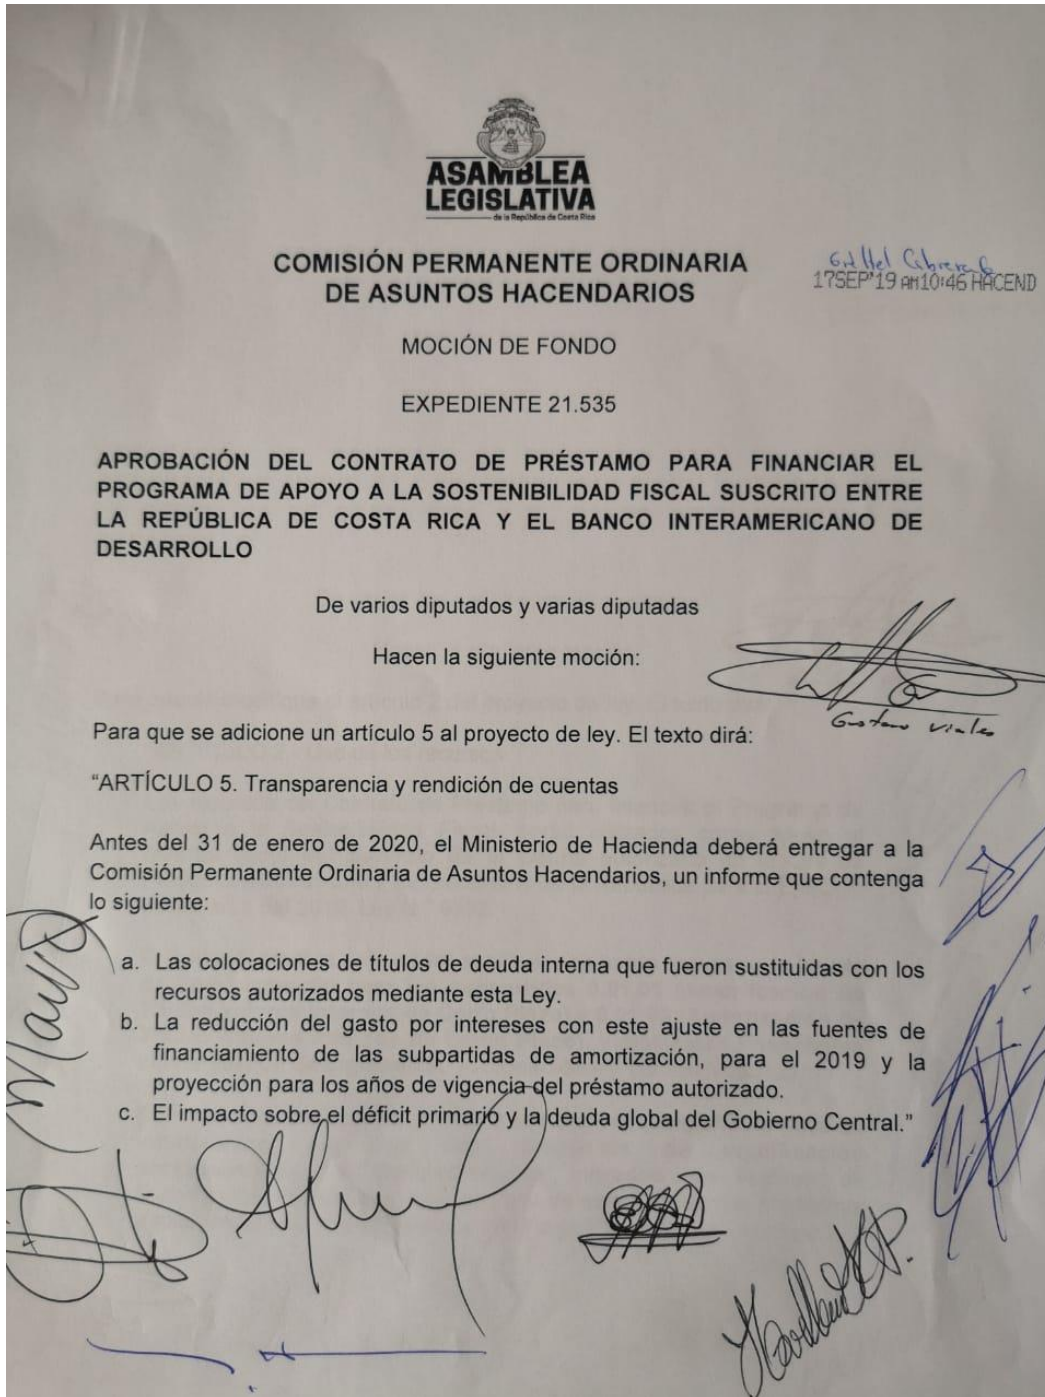 ASAMBLEA
LEGISLATIVA
de la República de Costa Rica
COMISIÓN PERMANENTE ORDINARIA
DE ASUNTOS HACENDARIOS
17SEP'19 AM10:46 HACEND
MOCIÓN DE FONDO
EXPEDIENTE 21.535
APROBACIÓN DEL CONTRATO DE PRÉSTAMO PARA FINANCIAR EL
PROGRAMA DE APOYO A LA SOSTENIBILIDAD FISCAL SUSCRITO ENTRE
LA REPÚBLICA DE COSTA RICA Y EL BANCO INTERAMERICANO DE
DESARROLLO
De varios diputados y varias diputadas
Hacen la siguiente moción:
Gustavo Viales
Para que se adicione un artículo 5 al proyecto de ley. El texto dirá:
“ARTÍCULO 5. Transparencia y rendición de cuentas
Antes del 31 de enero de 2020, el Ministerio de Hacienda deberá entregar a la
Comisión Permanente Ordinaria de Asuntos Hacendarios, un informe que contenga
lo siguiente:
a. Las colocaciones de títulos de deuda interna que fueron sustituidas con los
recursos autorizados mediante esta Ley.
b. La reducción del gasto por intereses con este ajuste en las fuentes de
financiamiento de las subpartidas de amortización, para el 2019 y la
proyección para los años de vigencia del préstamo autorizado.
c. El impacto sobre el déficit primario y la deuda global del Gobierno Central.”